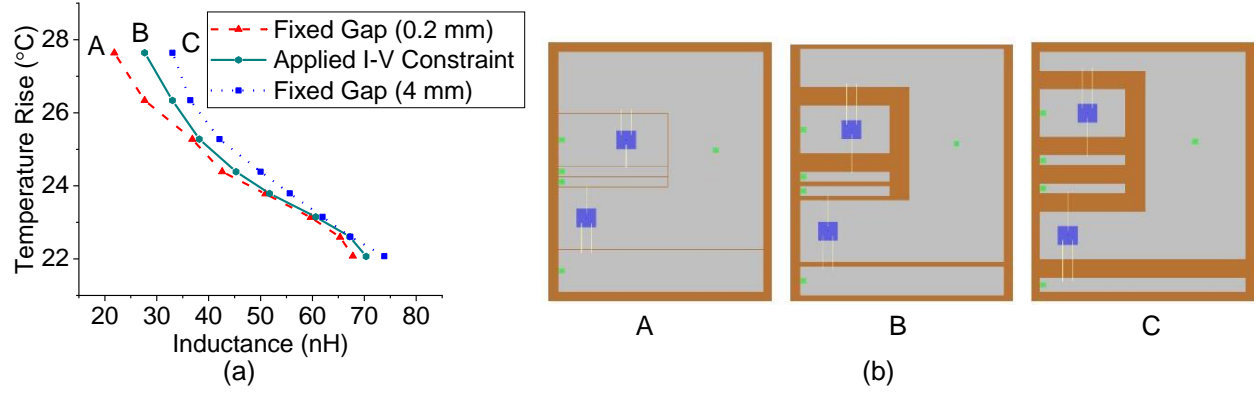 A
B
C
Fixed Gap (0.2 mm)
Applied I-V Constraint
Fixed Gap (4 mm)
Temperature Rise (°C)
28
26
24
22
20 30 40 50 60 70 80
Inductance (nH)
(a)
A B C
(b)